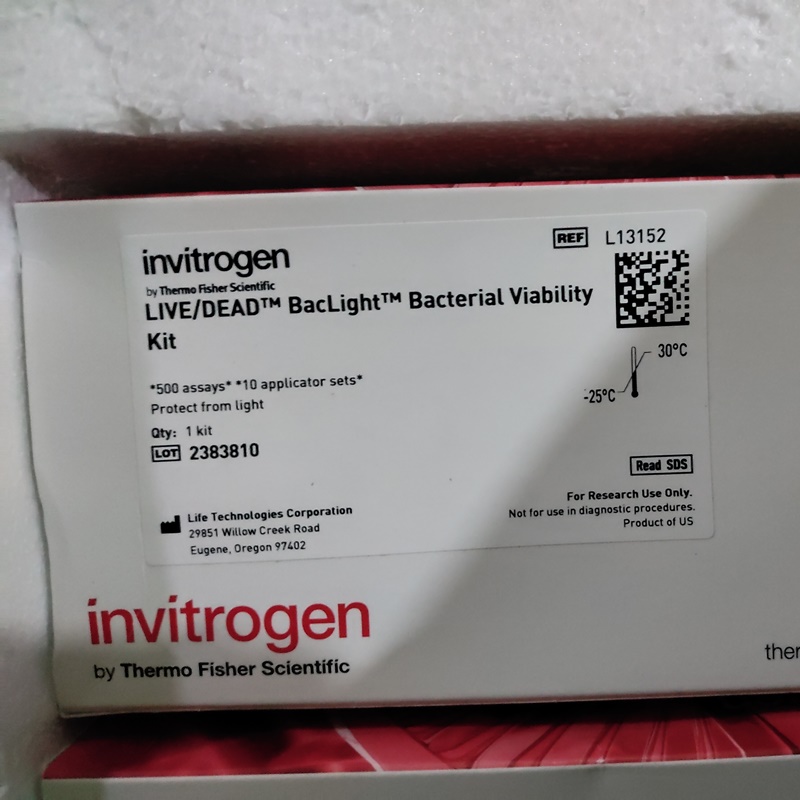 invitrogen
by Thermo Fisher Scientific
REF L13152
LIVE/DEAD™ BacLight™ Bacterial Viability
Kit
*500 assays* *10 applicator sets*
Protect from light
Qty: 1 kit
LOT 2383810
30°C
-25°C
Read SDS
Life Technologies Corporation
29851 Willow Creek Road
Eugene, Oregon 97402
For Research Use Only.
Not for use in diagnostic procedures.
Product of US
invitrogen
by Thermo Fisher Scientific
ther